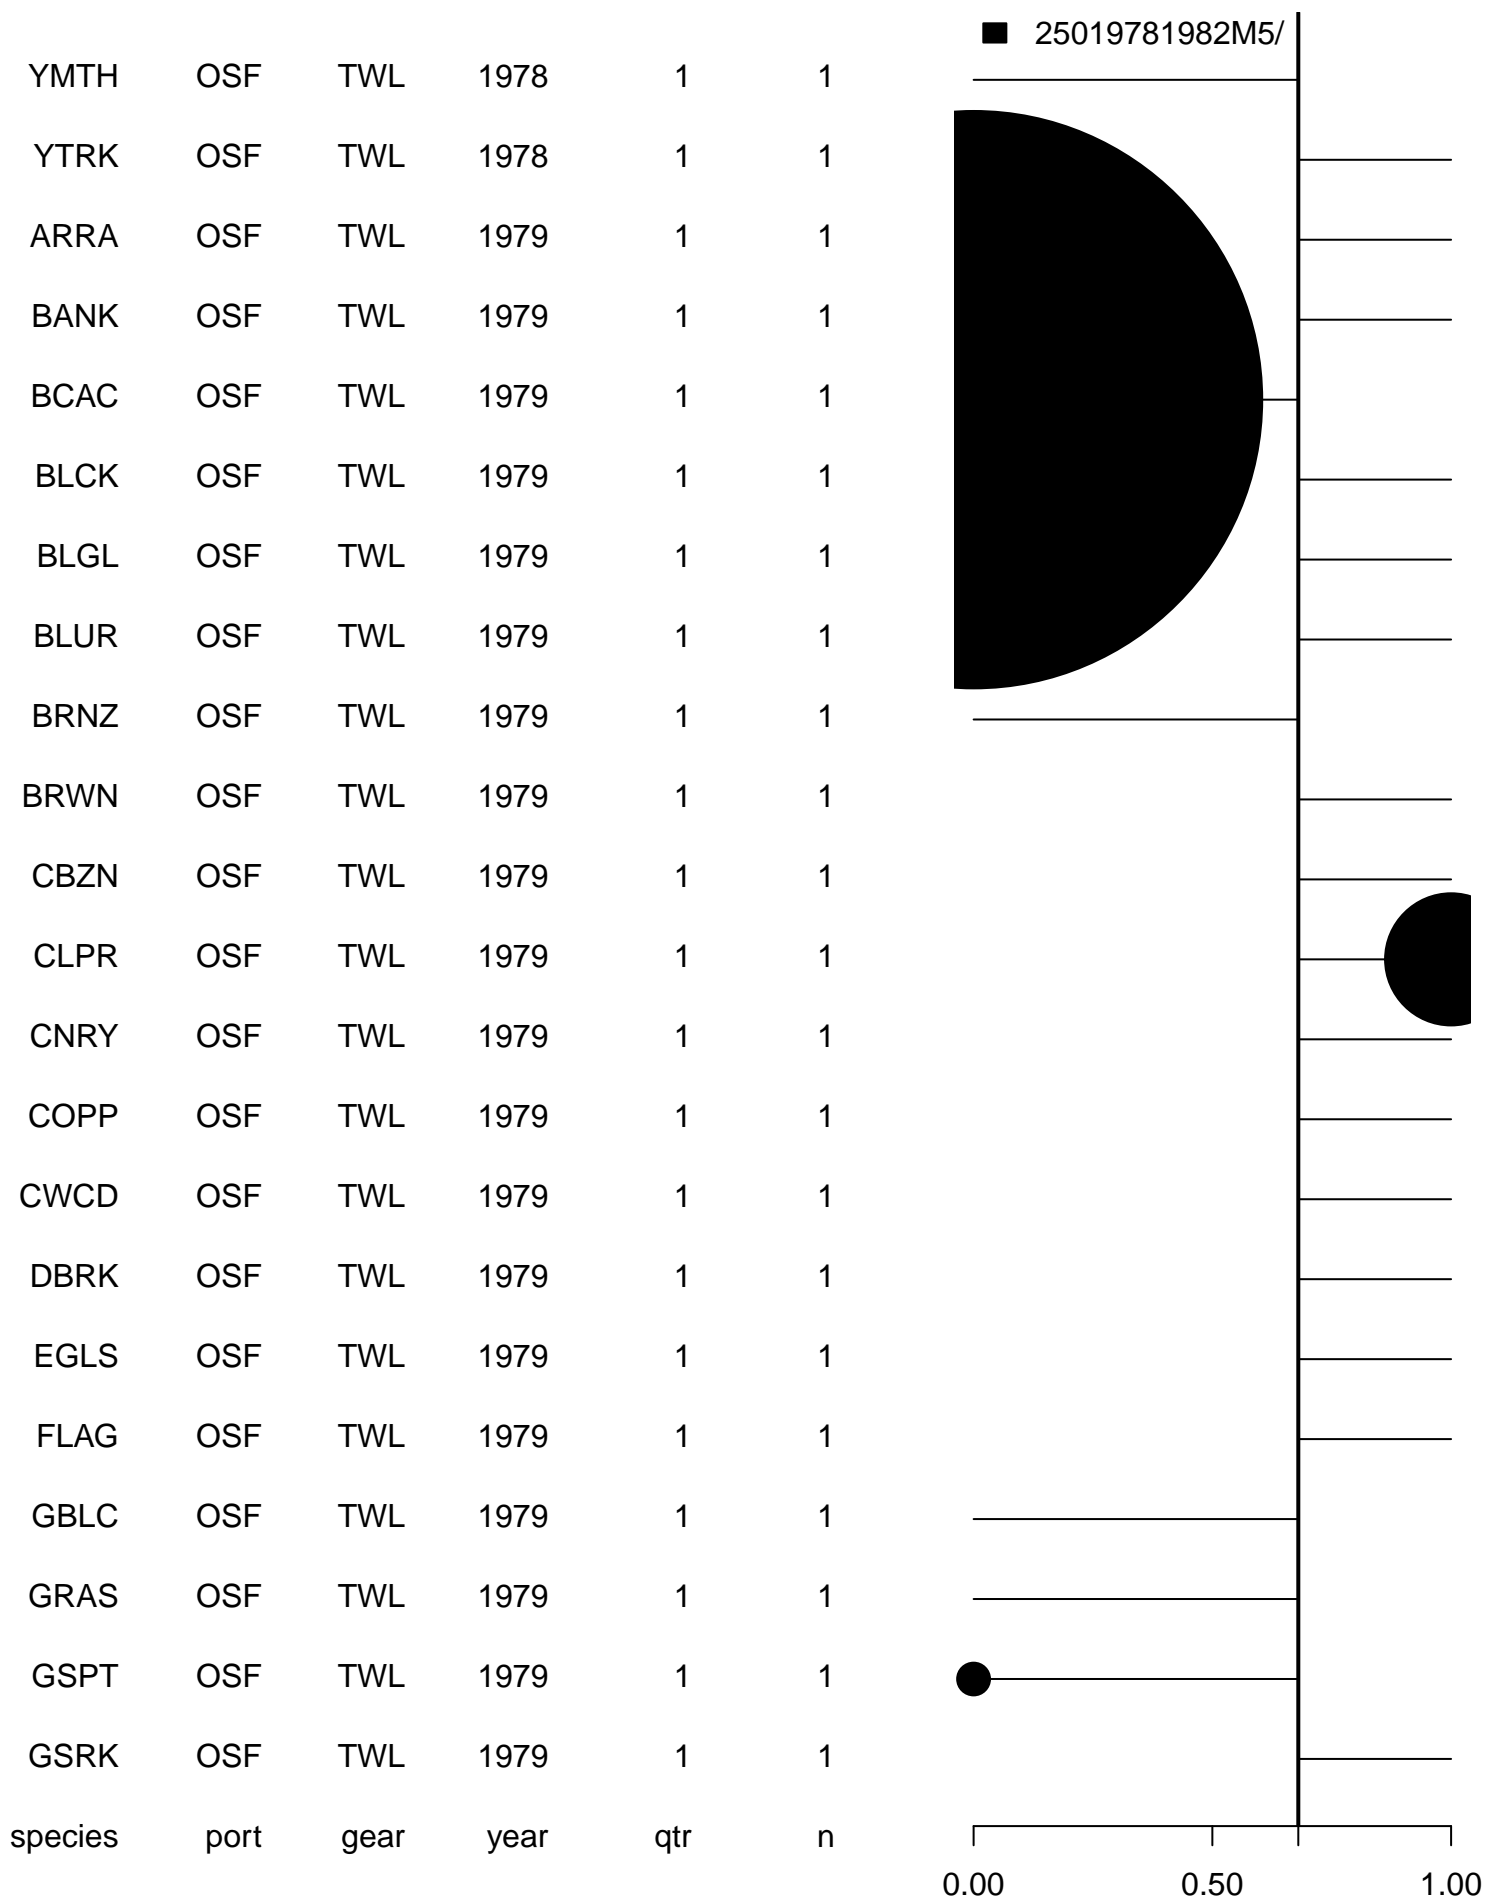 25019781982M5/
YMTH OSF TWL 1978 1 1
YTRK OSF TWL 1978 1 1
ARRA OSF TWL 1979 1 1
BANK OSF TWL 1979 1 1
BCAC OSF TWL 1979 1 1
BLCK OSF TWL 1979 1 1
BLGL OSF TWL 1979 1 1
BLUR OSF TWL 1979 1 1
BRNZ OSF TWL 1979 1 1
BRWN OSF TWL 1979 1 1
CBZN OSF TWL 1979 1 1
CLPR OSF TWL 1979 1 1
CNRY OSF TWL 1979 1 1
COPP OSF TWL 1979 1 1
CWCD OSF TWL 1979 1 1
DBRK OSF TWL 1979 1 1
EGLS OSF TWL 1979 1 1
FLAG OSF TWL 1979 1 1
GBLC OSF TWL 1979 1 1
GRAS OSF TWL 1979 1 1
GSPT OSF TWL 1979 1 1
GSRK OSF TWL 1979 1 1
species port gear year qtr n
0.00 0.50 1.00